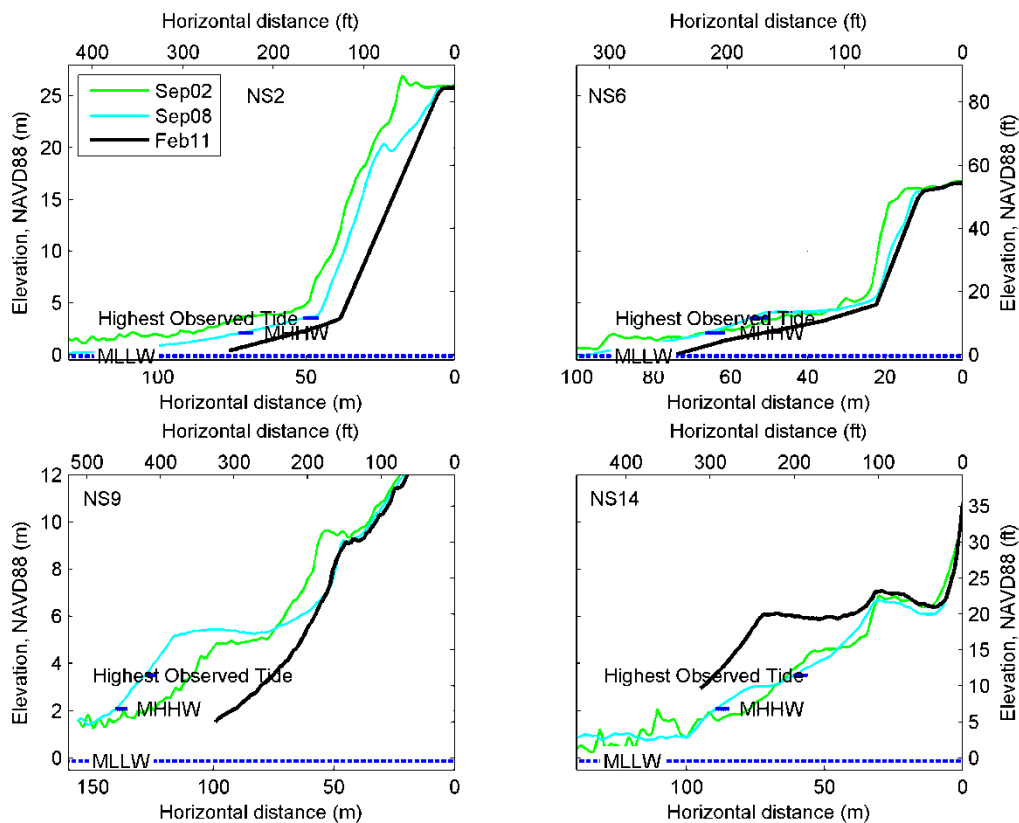 Horizontal distance (ft)
400 300 200 100 0
25
20
15
10
5
0
Elevation, NAVD88 (m)
Sep02
Sep08
Feb11
NS2
Highest Observed Tide
MHHW
MLLW
100 50 0
Horizontal distance (m)
Horizontal distance (ft)
300 200 100 0
NS6
80
60
40
20
0
Elevation, NAVD88 (ft)
Highest Observed Tide
MHHW
MLLW
100 80 60 40 20 0
Horizontal distance (m)
Horizontal distance (ft)
500 400 300 200 100 0
12
10
8
6
4
2
0
Elevation, NAVD88 (m)
NS9
Highest Observed Tide
MHHW
MLLW
150 100 50 0
Horizontal distance (m)
Horizontal distance (ft)
400 300 200 100 0
NS14
35
30
25
20
15
10
5
0
Elevation, NAVD88 (ft)
Highest Observed Tide
MHHW
MLLW
100 50 0
Horizontal distance (m)